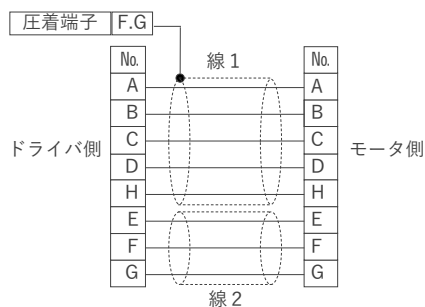 圧着端子 F.G
No. 線1 No.
A A
B B
ドライバ側 C C モータ側
D D
H H
E E
F F
G G
線2